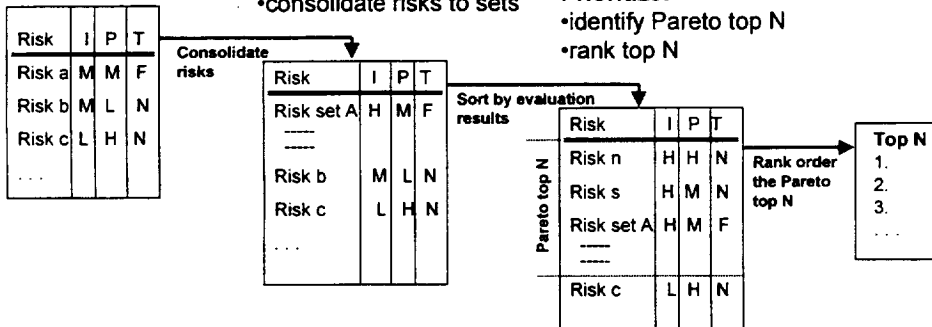 •consolidate risks to sets
•identify Pareto top N
•rank top N
Risk I P T
Risk a M M F
Risk b M L N
Risk c L H N
. . .
Consolidate
risks
Risk I P T
Risk set A H M F
-----
-----
Risk b M L N
Risk c L H N
. . .
Sort by evaluation
results
Pareto top N
Risk I P T
Risk n H H N
Risk s H M N
Risk set A H M F
-----
-----
Risk c L H N
Rank order
the Pareto
top N
Top N
1.
2.
3.
. . .